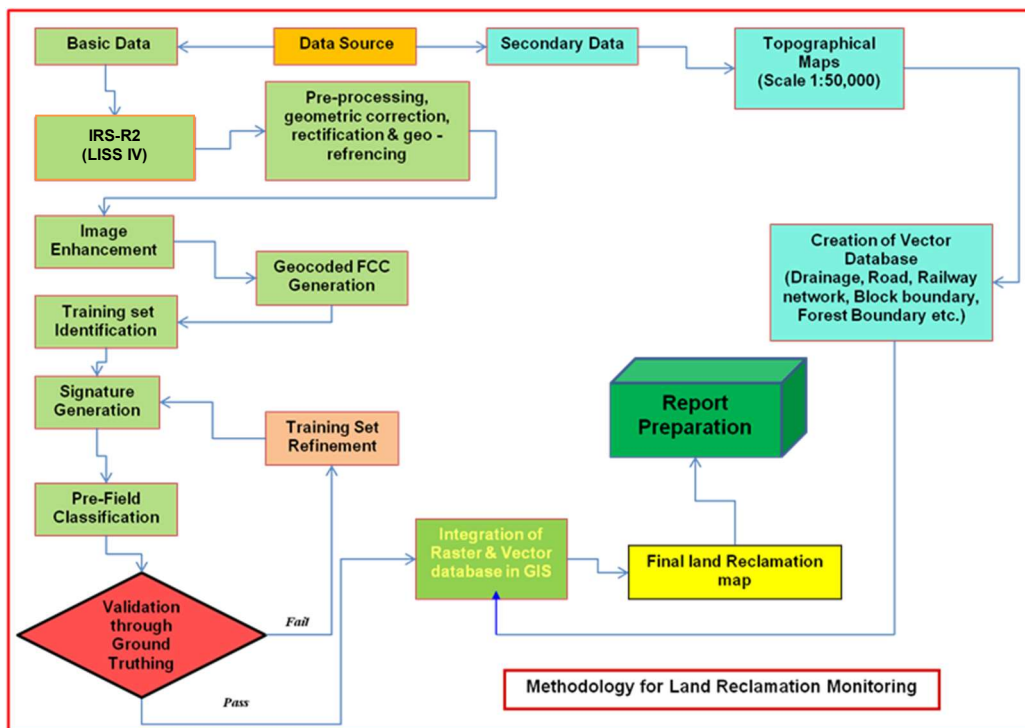 Basic Data
Data Source
Secondary Data
Topographical
Maps
(Scale 1:50,000)
IRS-R2
(LISS IV)
Pre-processing,
geometric correction,
rectification & geo -
refrencing
Image
Enhancement
Geocoded FCC
Generation
Creation of Vector
Database
(Drainage, Road, Railway
network, Block boundary,
Forest Boundary etc.)
Training set
Identification
Signature
Generation
Training Set
Refinement
Report
Preparation
Pre-Field
Classification
Integration of
Raster & Vector
database in GIS
Final land Reclamation
map
Validation
through
Ground
Truthing
Fail
Pass
Methodology for Land Reclamation Monitoring